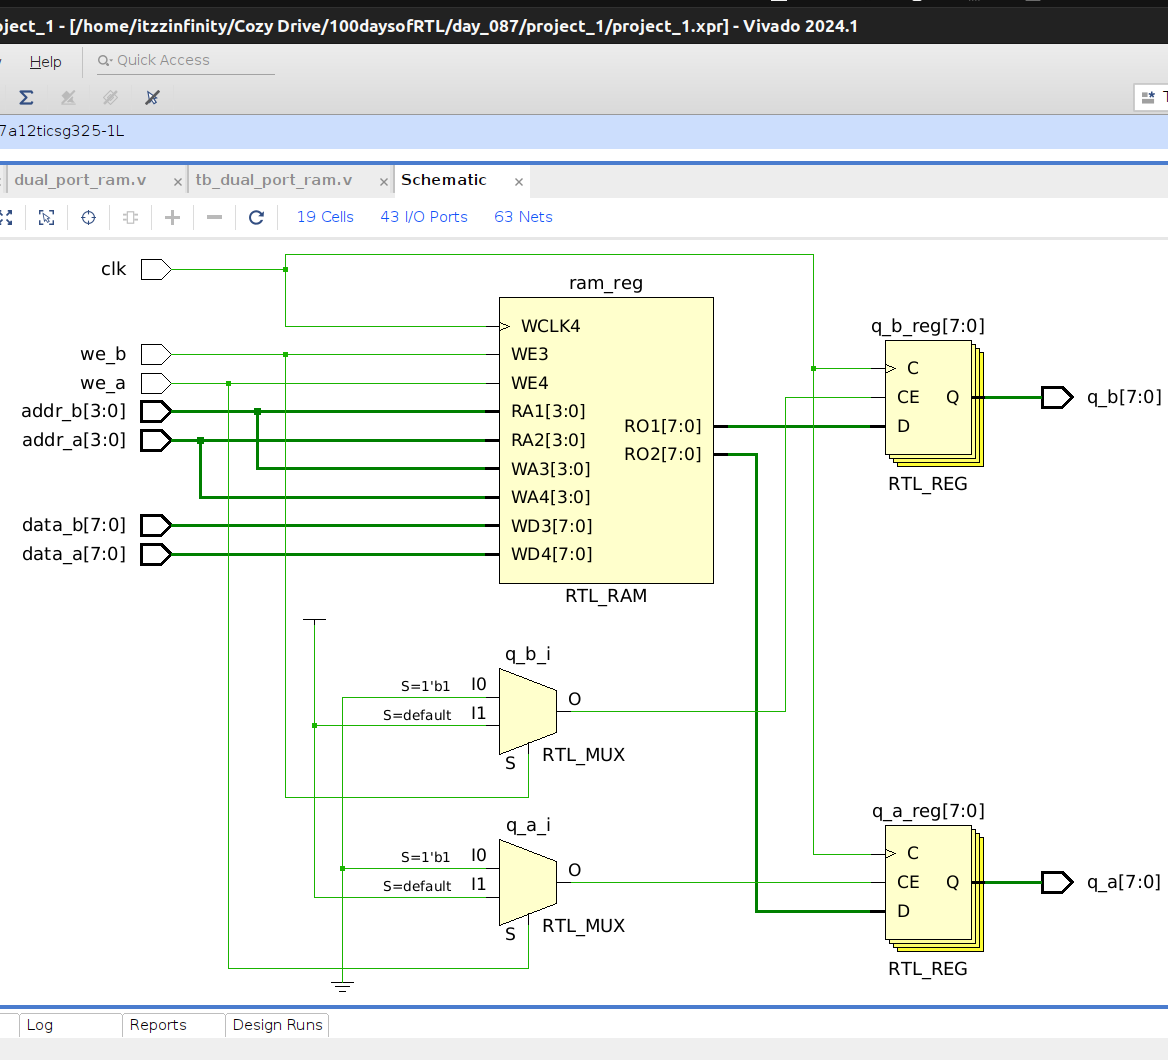 ject_1 - [/home/itzzinfinity/Cozy Drive/100daysofRTL/day_087/project_1/project_1.xpr] - Vivado 2024.1
Help
Quick Access
7a12ticsg325-1L
dual_port_ram.v
tb_dual_port_ram.v
Schematic
19 Cells
43 I/O Ports
63 Nets
clk
we_b
we_a
addr_b[3:0]
addr_a[3:0]
data_b[7:0]
data_a[7:0]
ram_reg
WCLK4
WE3
WE4
RA1[3:0]
RA2[3:0]
WA3[3:0]
WA4[3:0]
WD3[7:0]
WD4[7:0]
RO1[7:0]
RO2[7:0]
RTL_RAM
q_b_reg[7:0]
C
CE
Q
D
RTL_REG
q_b[7:0]
q_b_i
S=1'b1
I0
S=default
I1
O
S
RTL_MUX
q_a_i
S=1'b1
I0
S=default
I1
O
S
RTL_MUX
q_a_reg[7:0]
C
CE
Q
D
RTL_REG
q_a[7:0]
Log
Reports
Design Runs